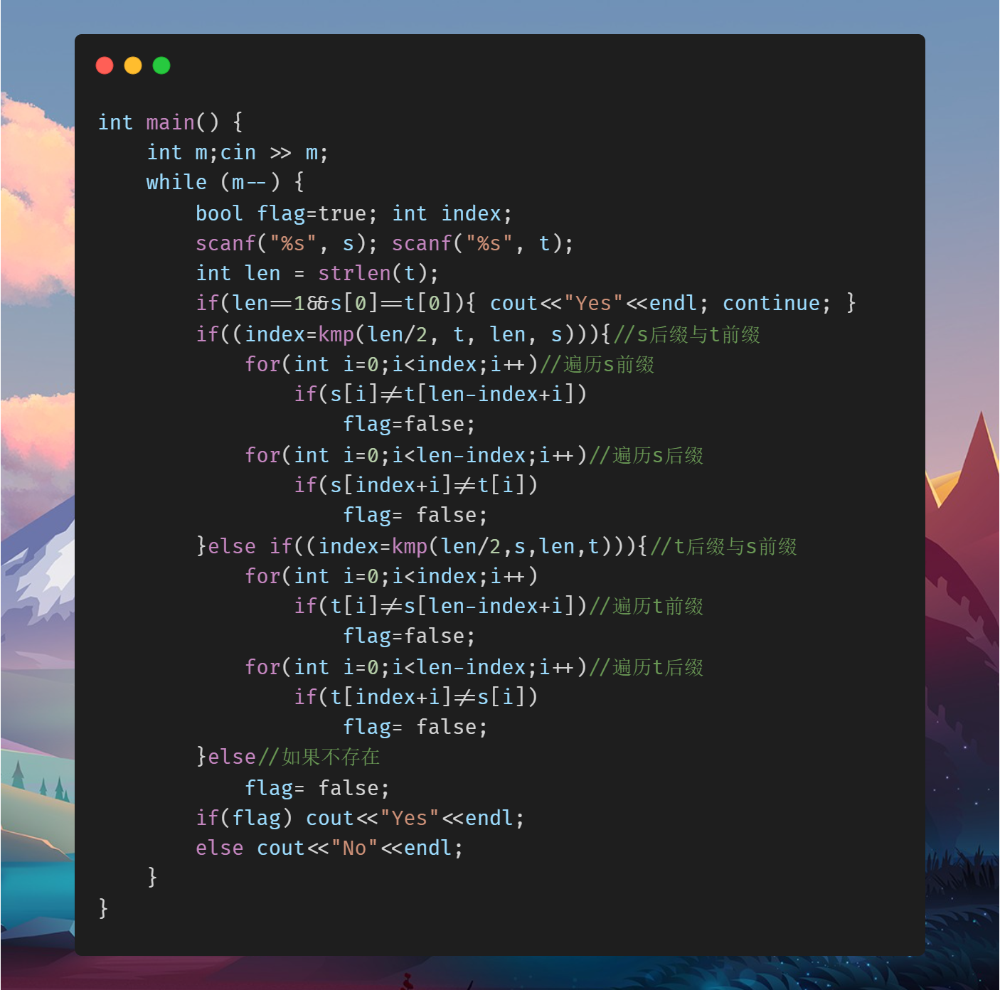 int main() {
    int m;cin >> m;
    while (m--) {
        bool flag=true; int index;
        scanf("%s", s); scanf("%s", t);
        int len = strlen(t);
        if(len==1&&s[0]==t[0]){ cout<<"Yes"<<endl; continue; }
        if((index=kmp(len/2, t, len, s))){//s后缀与t前缀
            for(int i=0;i<index;i++)//遍历s前缀
                if(s[i]!=t[len-index+i])
                    flag=false;
            for(int i=0;i<len-index;i++)//遍历s后缀
                if(s[index+i]!=t[i])
                    flag= false;
        }else if((index=kmp(len/2,s,len,t))){//t后缀与s前缀
            for(int i=0;i<index;i++)
                if(t[i]!=s[len-index+i])//遍历t前缀
                    flag=false;
            for(int i=0;i<len-index;i++)//遍历t后缀
                if(t[index+i]!=s[i])
                    flag= false;
        }else//如果不存在
            flag= false;
        if(flag) cout<<"Yes"<<endl;
        else cout<<"No"<<endl;
    }
}